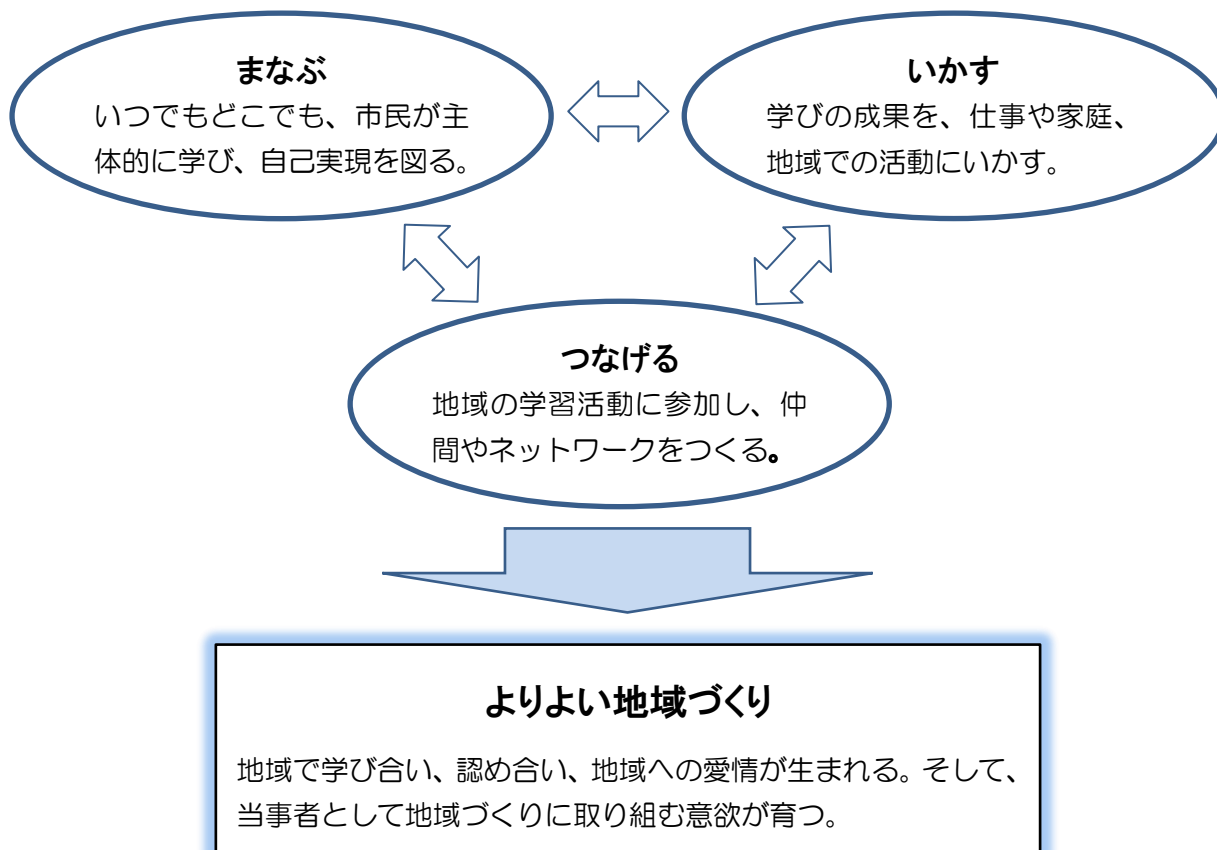 まなぶ
いつでもどこでも、市民が主
体的に学び、自己実現を図る。
いかす
学びの成果を、仕事や家庭、
地域での活動にいかす。
つなげる
地域の学習活動に参加し、仲
間やネットワークをつくる。
よりよい地域づくり
地域で学び合い、認め合い、地域への愛情が生まれる。そして、
当事者として地域づくりに取り組む意欲が育つ。